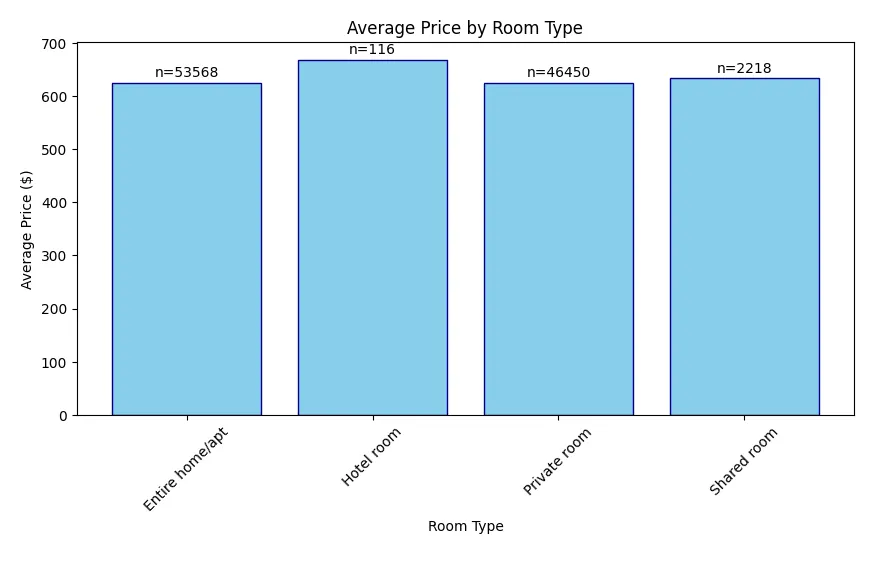 Average Price by Room Type
Average Price ($)
700
600
500
400
300
200
100
0
n=53568
n=116
n=46450
n=2218
Entire home/apt
Hotel room
Private room
Shared room
Room Type